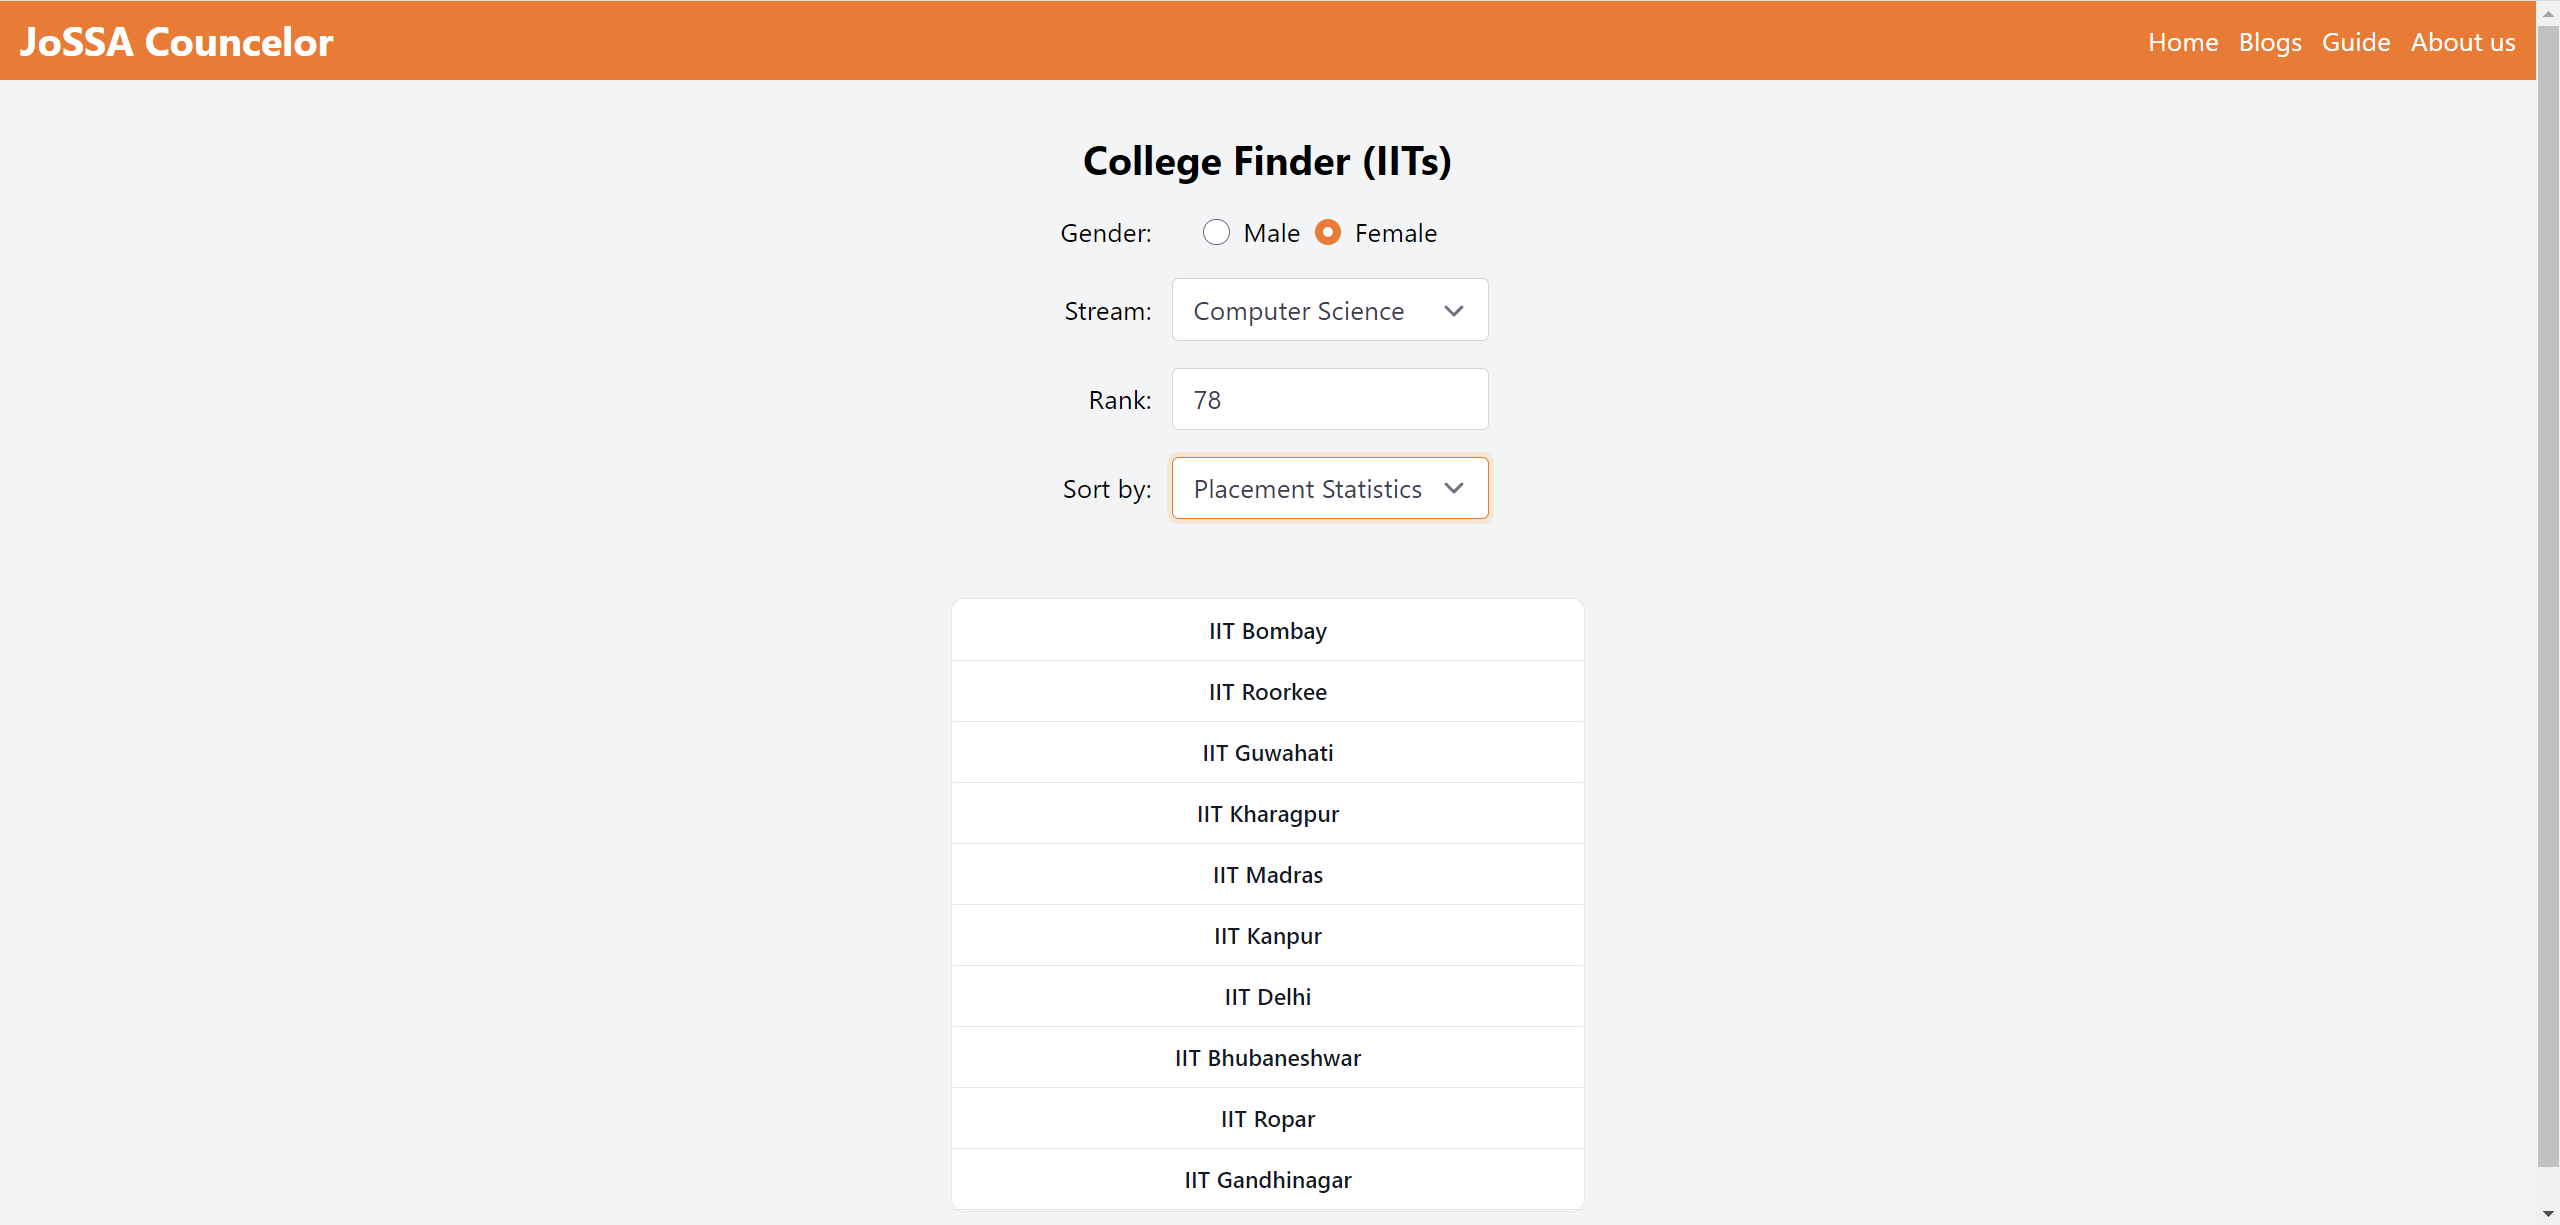 JoSSA Councelor
Home Blogs Guide About us
College Finder (IITs)
Gender: Male Female
Stream: Computer Science
Rank: 78
Sort by: Placement Statistics
IIT Bombay
IIT Roorkee
IIT Guwahati
IIT Kharagpur
IIT Madras
IIT Kanpur
IIT Delhi
IIT Bhubaneshwar
IIT Ropar
IIT Gandhinagar